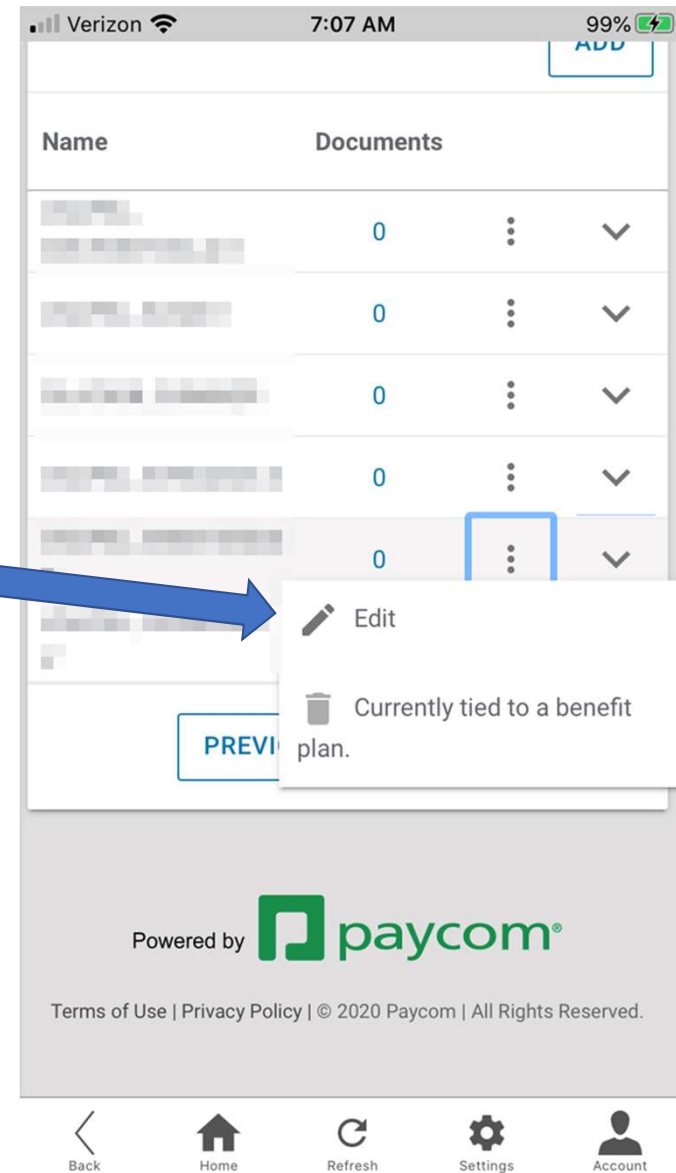 Verizon 7:07 AM 99%
ADD
Name Documents
0
0
0
0
0
Edit
Currently tied to a benefit
plan.
PREVI
Powered by paycom®
Terms of Use | Privacy Policy | © 2020 Paycom | All Rights Reserved.
Back Home Refresh Settings Account